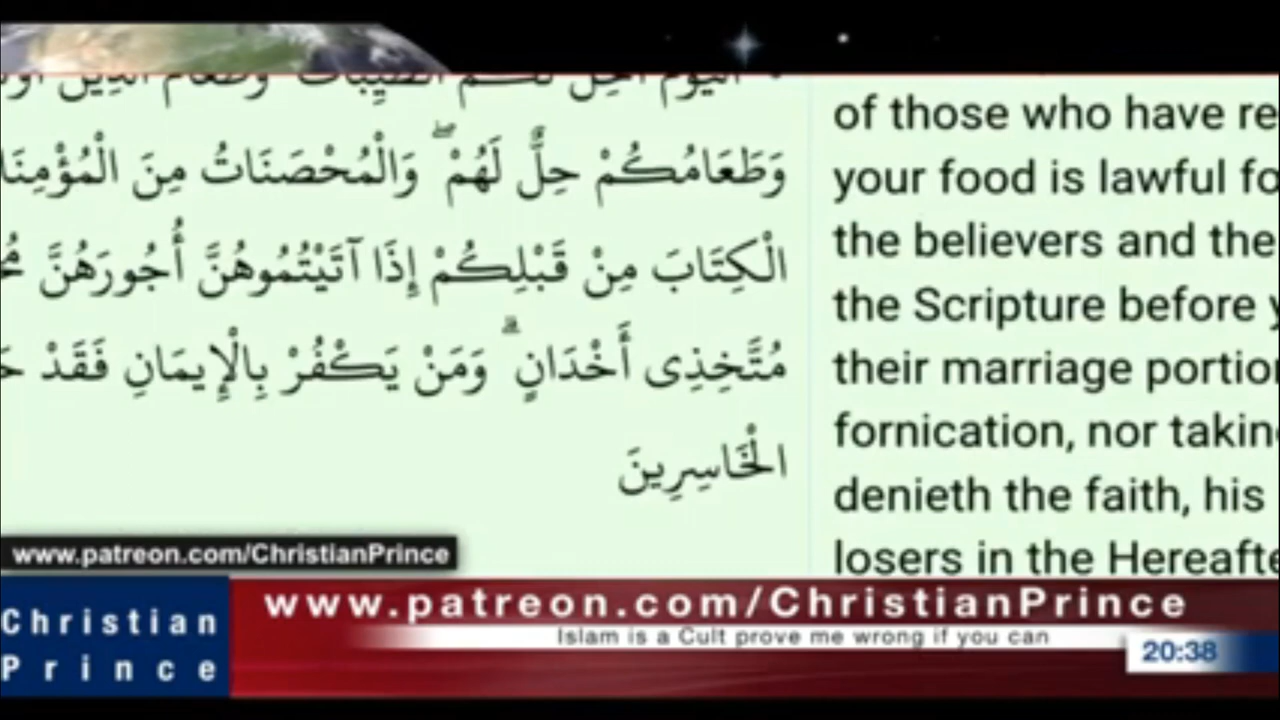 وَطَعَامُكُمْ حِلٌّ لَهُمْ ۖ وَالْمُحْصَنَاتُ مِنَ
الْكِتَابَ مِنْ قَبْلِكُمْ إِذَا آتَيْتُمُوهُنَّ أُجُورَهُنَّ
مُتَّخِذِى أَخْدَانٍ ۗ وَمَنْ يَكْفُرْ بِالْإِيمَانِ فَقَدْ
الْخَاسِرِينَ
of those who have re
your food is lawful fo
the believers and the
the Scripture before y
their marriage portio
fornication, nor takin
denieth the faith, his
losers in the Hereafte
www.patreon.com/ChristianPrince
Christian
Prince
www.patreon.com/ChristianPrince
Islam is a Cult prove me wrong if you can
20:38